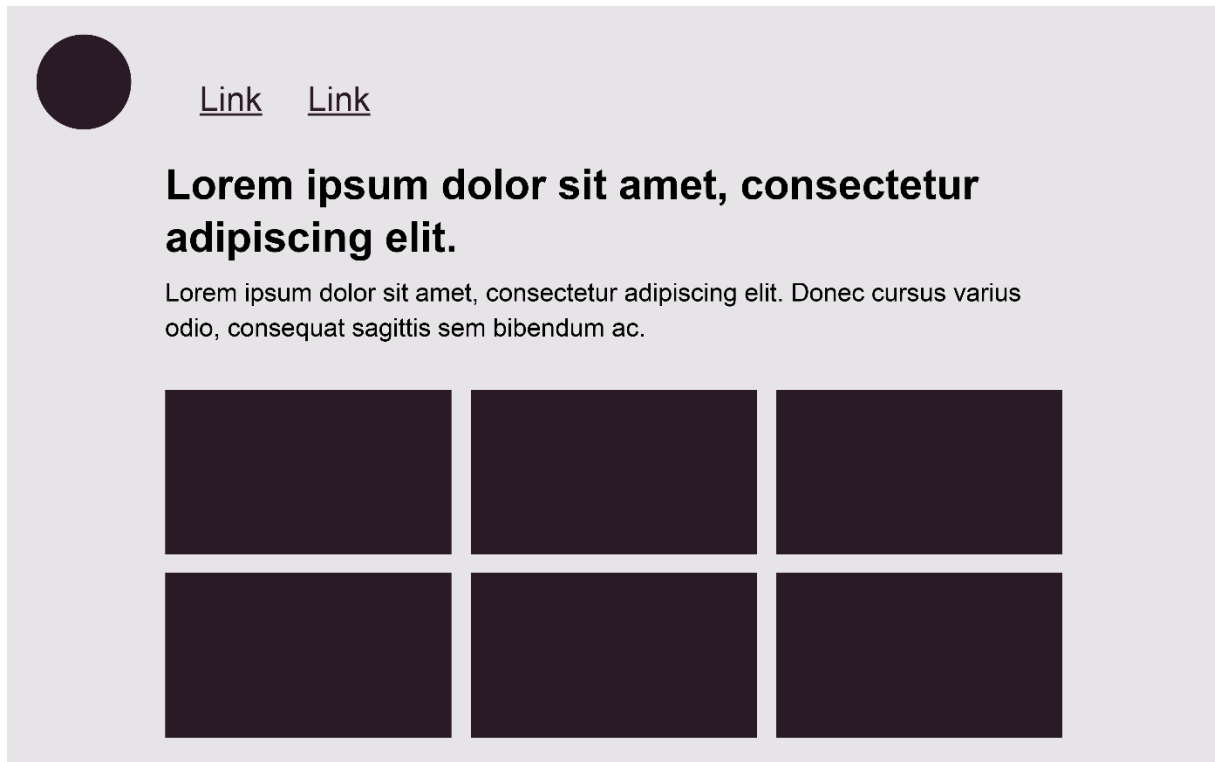 Link Link
Lorem ipsum dolor sit amet, consectetur
adipiscing elit.
Lorem ipsum dolor sit amet, consectetur adipiscing elit. Donec cursus varius
odio, consequat sagittis sem bibendum ac.